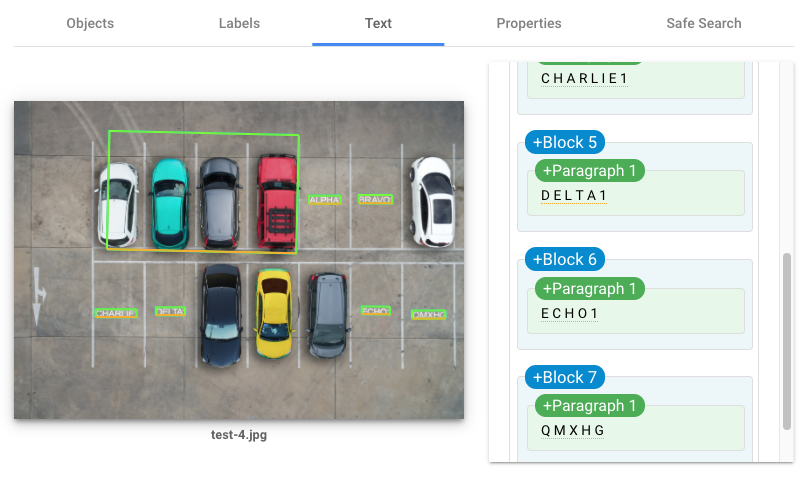 Objects
Labels
Text
Properties
Safe Search
ALPHA
BRAVO
CHARLIE
DELTA
ECHO
QMXHG
test-4.jpg
CHARLIE1
+Block 5
+Paragraph 1
DELTA1
+Block 6
+Paragraph 1
ECHO1
+Block 7
+Paragraph 1
QMXHG